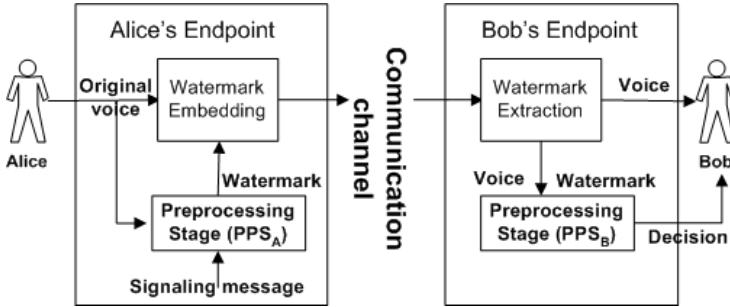 Alice's Endpoint
Original
voice
Watermark
Embedding
Alice
Watermark
Preprocessing
Stage (PPSA)
Signaling message
Communication
channel
Bob's Endpoint
Watermark
Extraction
Voice
Bob
Voice
Watermark
Preprocessing
Stage (PPSB)
Decision